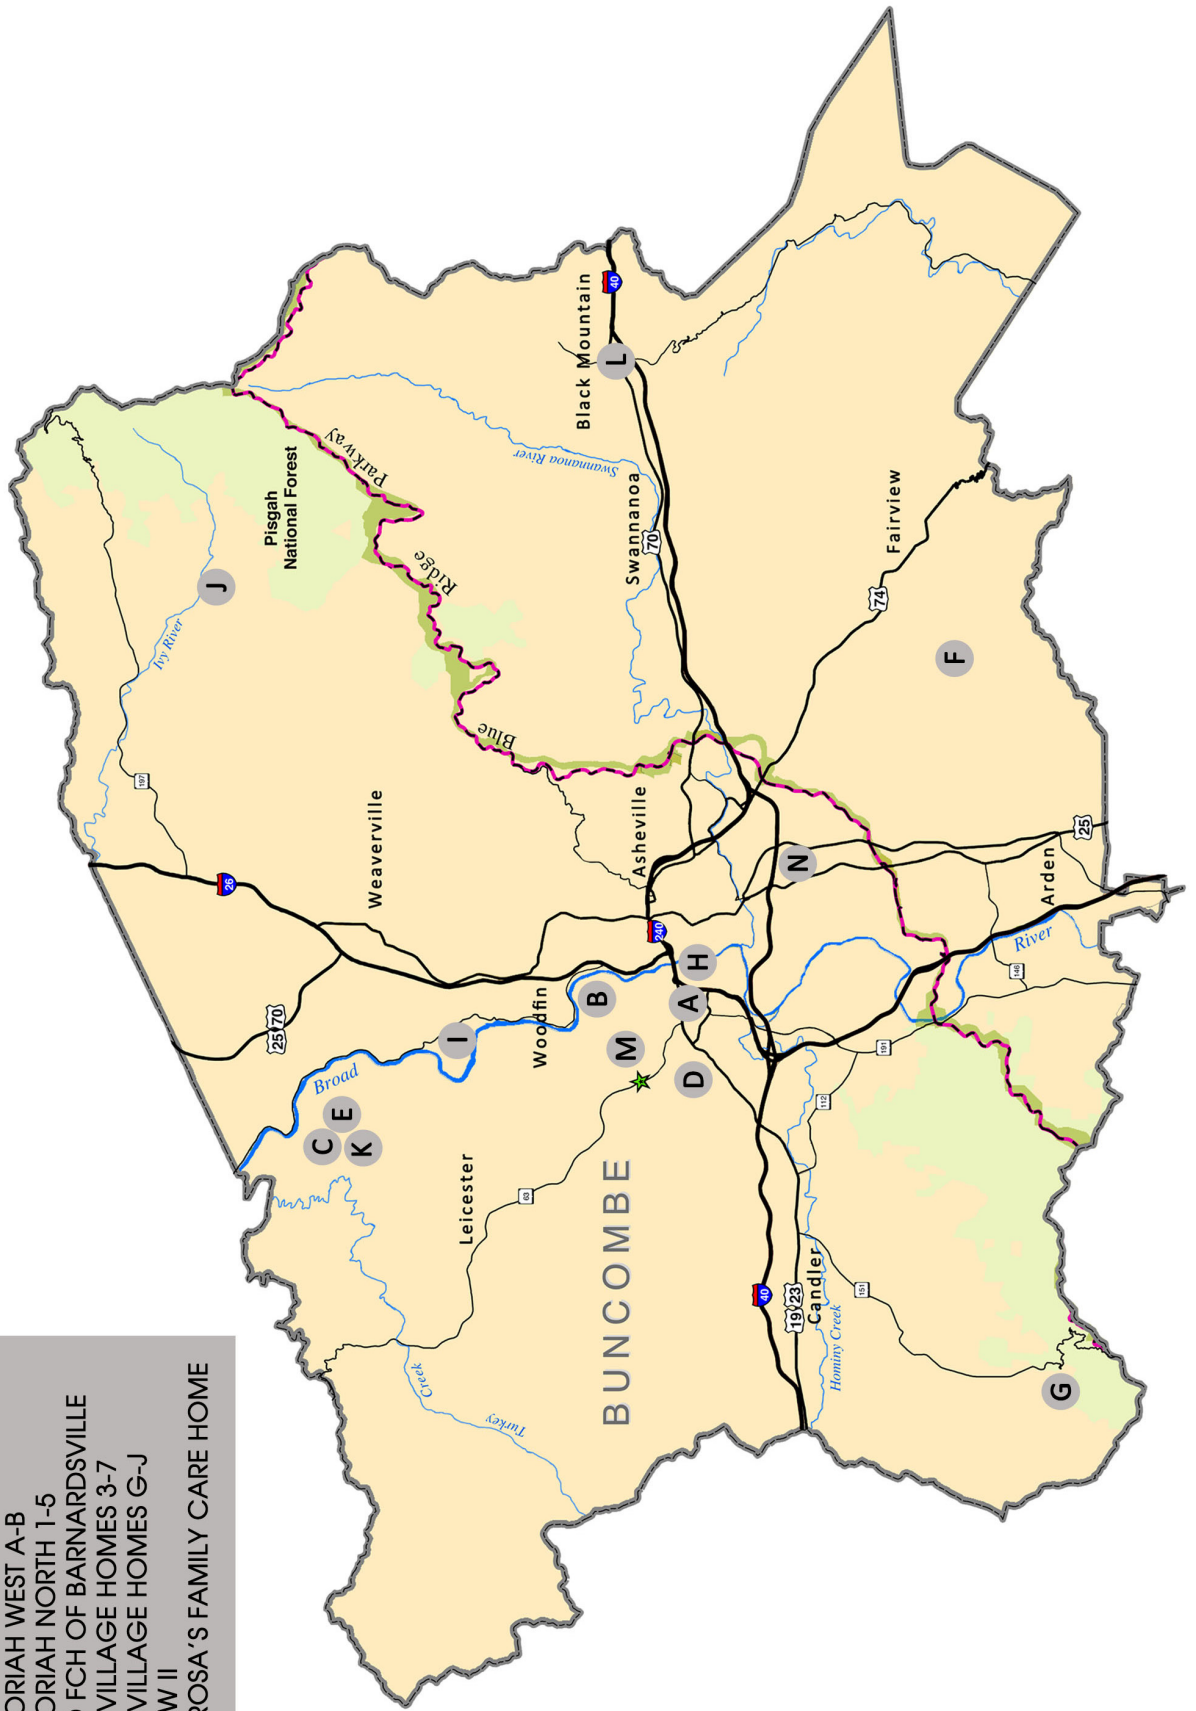 ORIAH WEST A-B
ORIAH NORTH 1-5
FCH OF BARNARDSVILLE
VILLAGE HOMES 3-7
VILLAGE HOMES G-J
W II
ROSA'S FAMILY CARE HOME
BUNCOMBE
Leicester
Weaverville
Woodfin
Asheville
Black Mountain
Swannanoa
Fairview
Arden
Candler
Pisgah
National Forest
Blue
Ridge
Parkway
Ivy River
Swannanoa River
Broad
River
Turkey
Creek
Hominy Creek
A
B
C
D
E
F
G
H
I
J
K
L
M
N
26
240
40
40
25 70
19 23
70
74
25
197
63
151
112
191
146